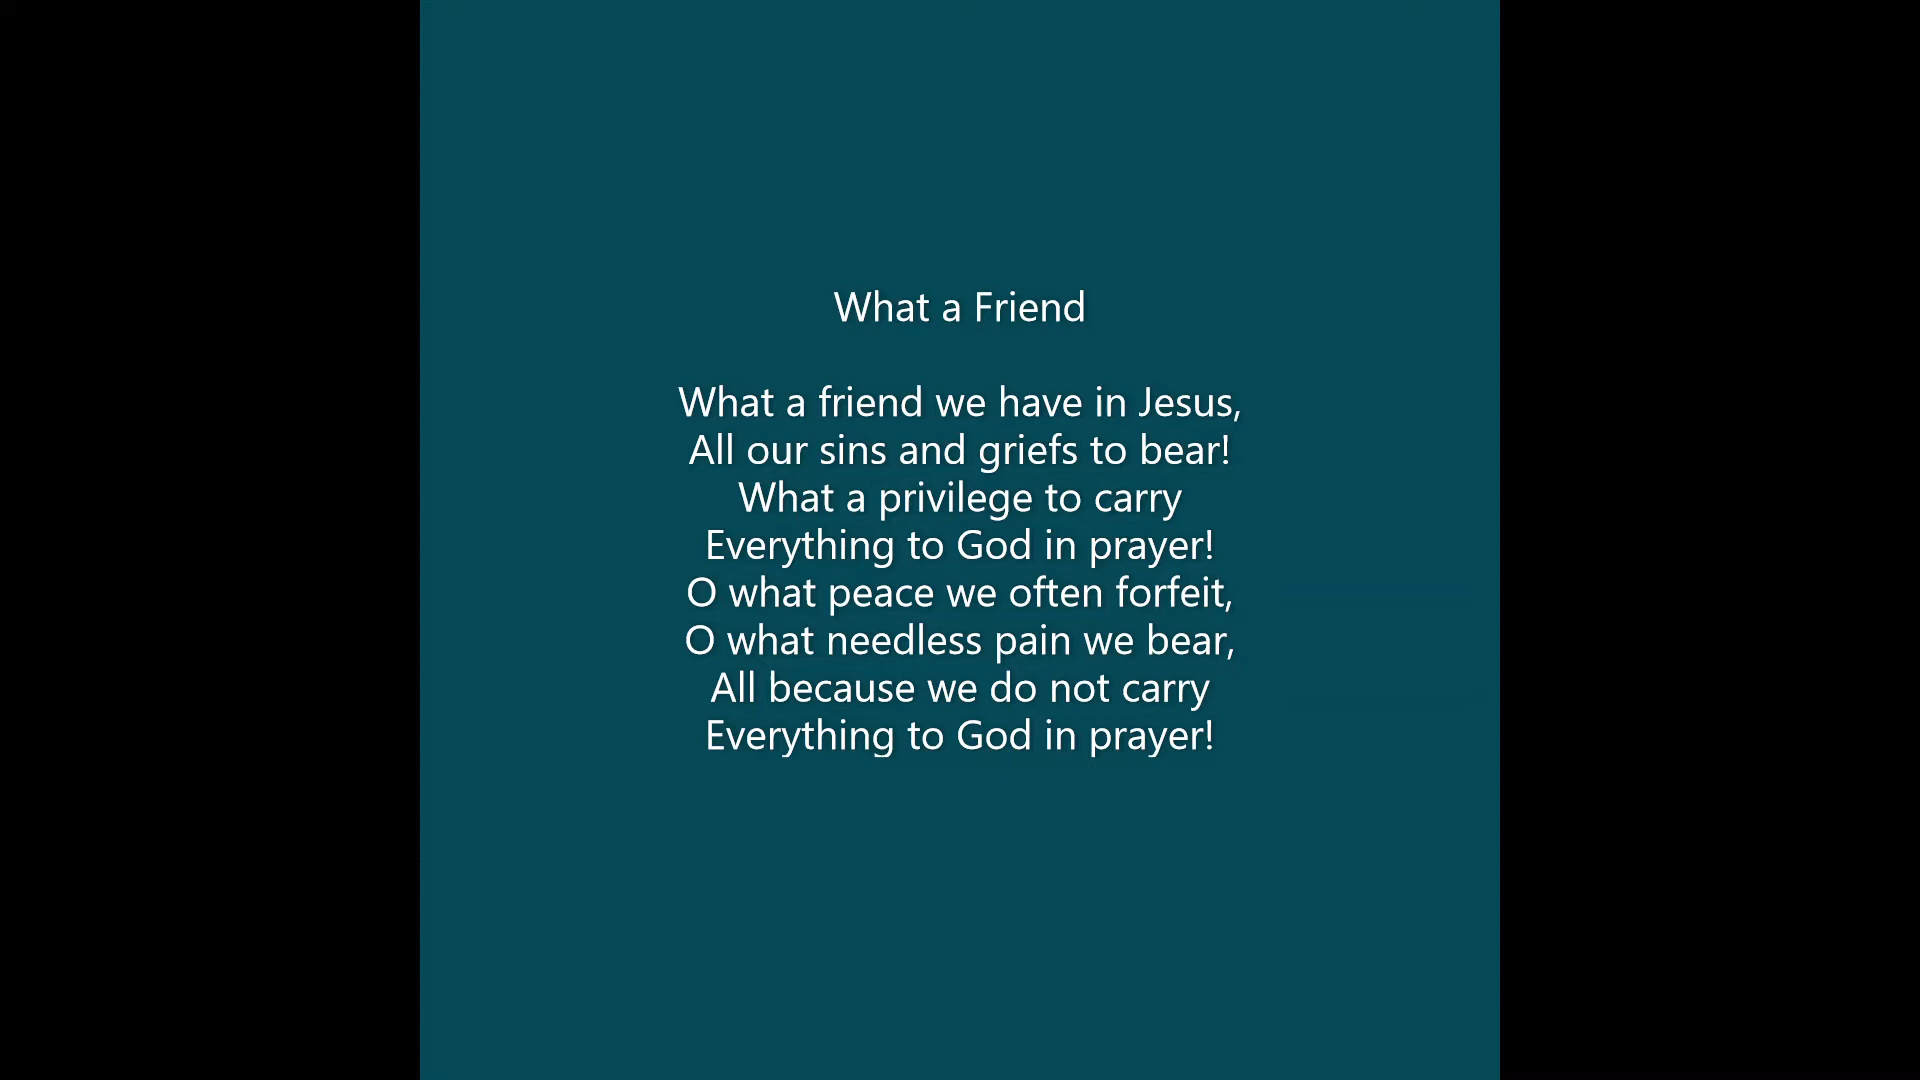 What a Friend
What a friend we have in Jesus,
All our sins and griefs to bear!
What a privilege to carry
Everything to God in prayer!
O what peace we often forfeit,
O what needless pain we bear,
All because we do not carry
Everything to God in prayer!